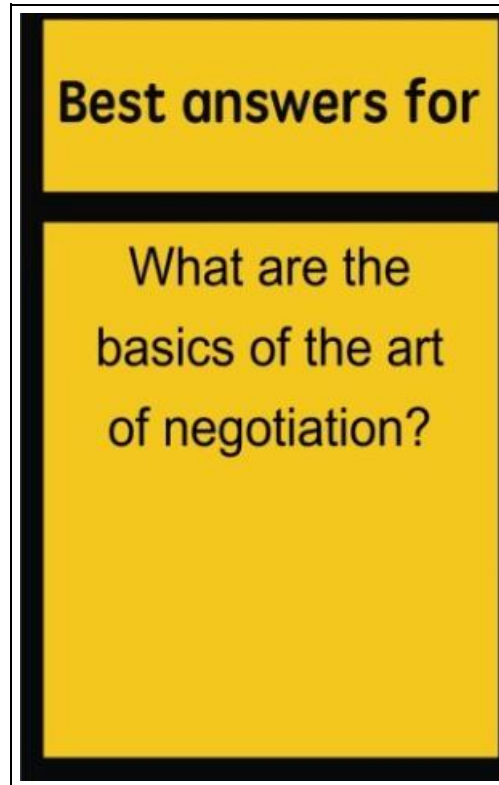 Best answers for
What are the
basics of the art
of negotiation?